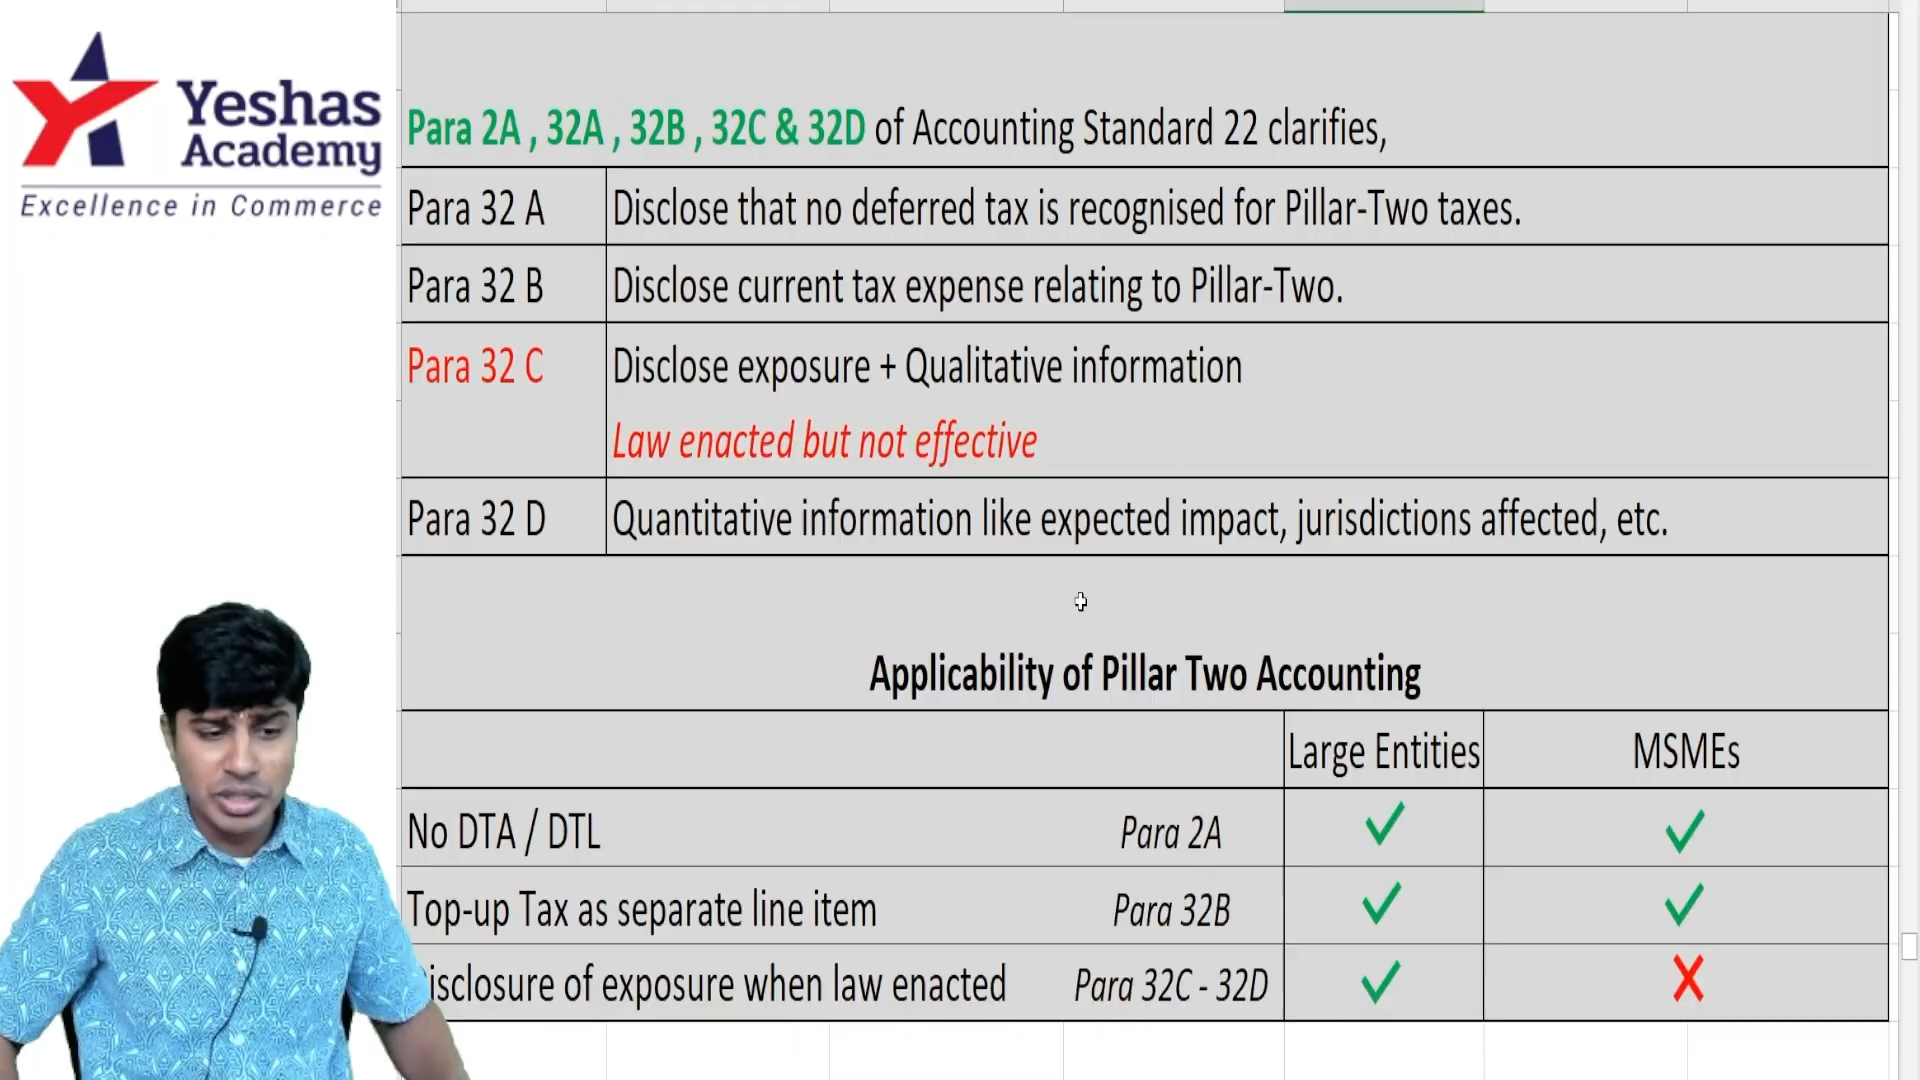 Yeshas
Academy
Excellence in Commerce
Para 2A , 32A , 32B , 32C & 32D of Accounting Standard 22 clarifies,
Para 32 A Disclose that no deferred tax is recognised for Pillar-Two taxes.
Para 32 B Disclose current tax expense relating to Pillar-Two.
Para 32 C Disclose exposure + Qualitative information
Law enacted but not effective
Para 32 D Quantitative information like expected impact, jurisdictions affected, etc.
Applicability of Pillar Two Accounting
Large Entities MSMEs
No DTA / DTL Para 2A ✓ ✓
Top-up Tax as separate line item Para 32B ✓ ✓
isclosure of exposure when law enacted Para 32C - 32D ✓ X